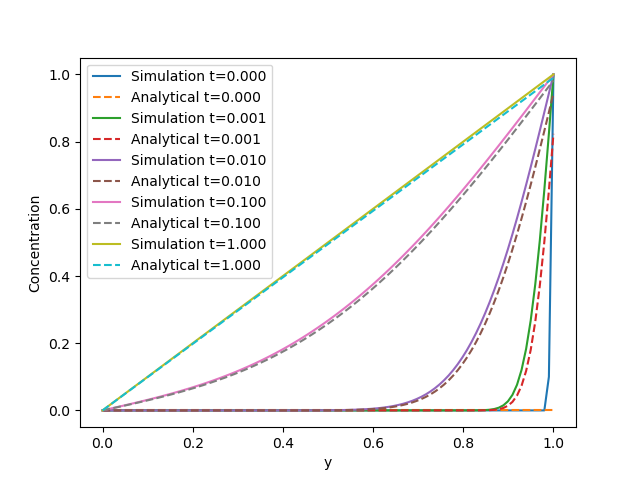 Simulation t=0.000
Analytical t=0.000
Simulation t=0.001
Analytical t=0.001
Simulation t=0.010
Analytical t=0.010
Simulation t=0.100
Analytical t=0.100
Simulation t=1.000
Analytical t=1.000
Concentration
1.0
0.8
0.6
0.4
0.2
0.0
0.0 0.2 0.4 0.6 0.8 1.0
y